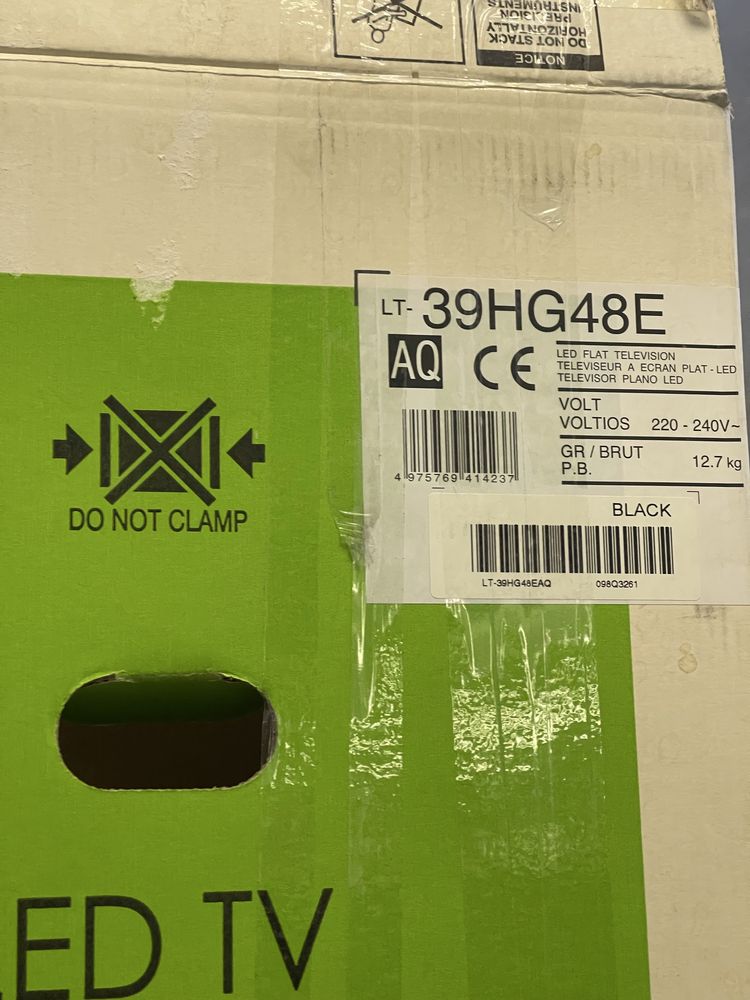 NOTICE
DO NOT STACK
HORIZONTALLY
PRECISION
INSTRUMENTS
LT- 39HG48E
AQ CE
LED FLAT TELEVISION
TELEVISEUR A ECRAN PLAT - LED
TELEVISOR PLANO LED
VOLT
VOLTIOS 220 - 240V~
GR / BRUT
P.B. 12.7 kg
4 975769 414237
BLACK
LT-39HG48EAQ 098Q3261
DO NOT CLAMP
LED TV